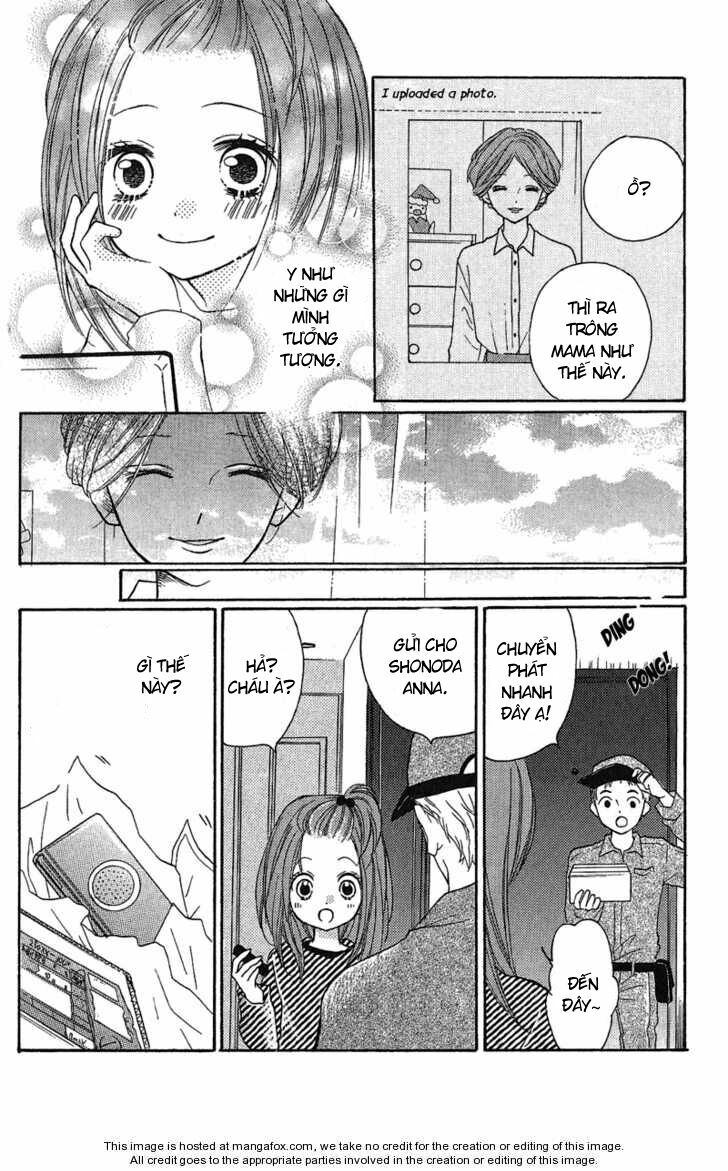 I uploaded a photo.
Ồ?
THÌ RA
TRÔNG
MAMA NHƯ
THẾ NÀY.
Y NHƯ
NHỮNG GÌ
MÌNH
TƯỞNG
TƯỢNG.
DING
DONG!
CHUYỂN
PHÁT
NHANH
ĐÂY Ạ!
ĐẾN
ĐÂY~
GỬI CHO
SHONODA
ANNA.
HẢ?
CHÁU À?
GÌ THẾ
NÀY?
This image is hosted at mangafox.com, we take no credit for the creation or editing of this image.
All credit goes to the appropriate parties involved in the creation and editing of this image.